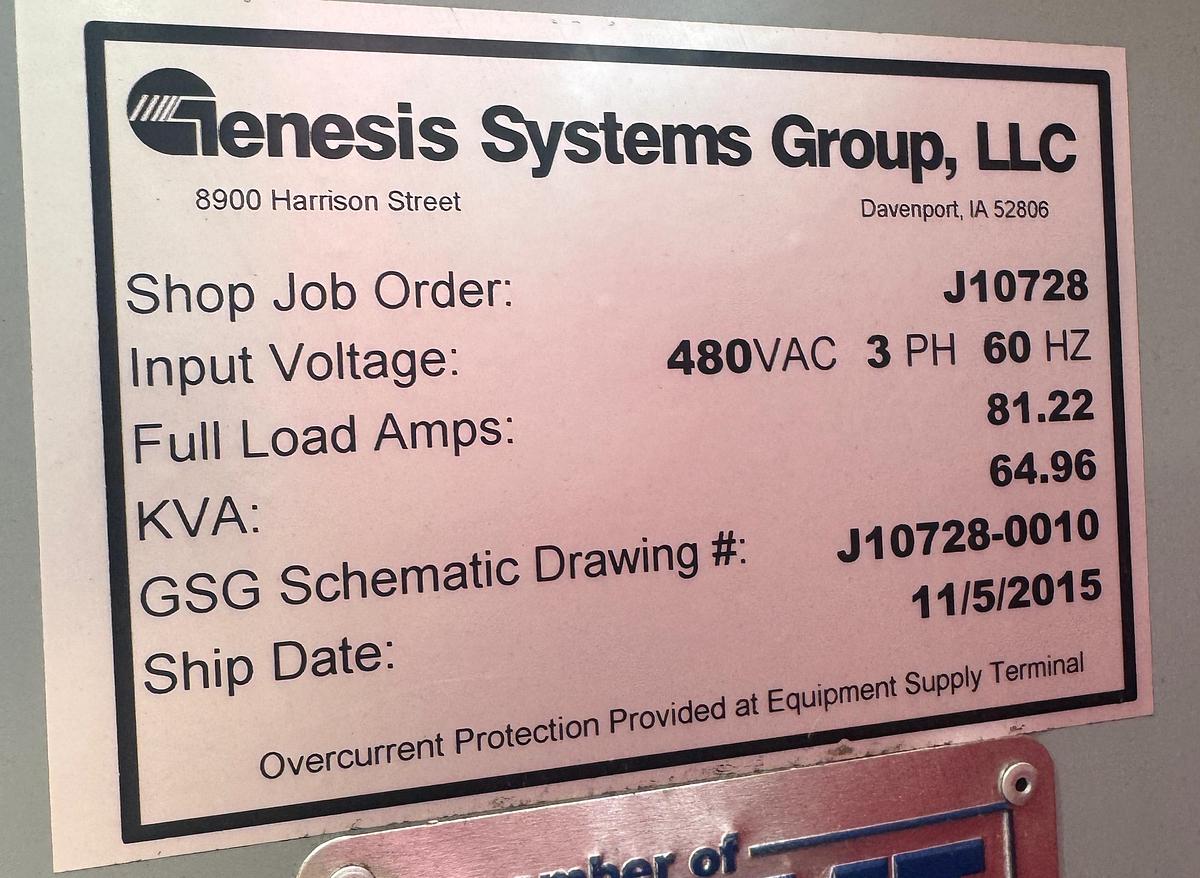 Genesis Systems Group, LLC
8900 Harrison Street Davenport, IA 52806
Shop Job Order: J10728
Input Voltage: 480VAC 3 PH 60 HZ
Full Load Amps: 81.22
KVA: 64.96
GSG Schematic Drawing #: J10728-0010
Ship Date: 11/5/2015
Overcurrent Protection Provided at Equipment Supply Terminal
of